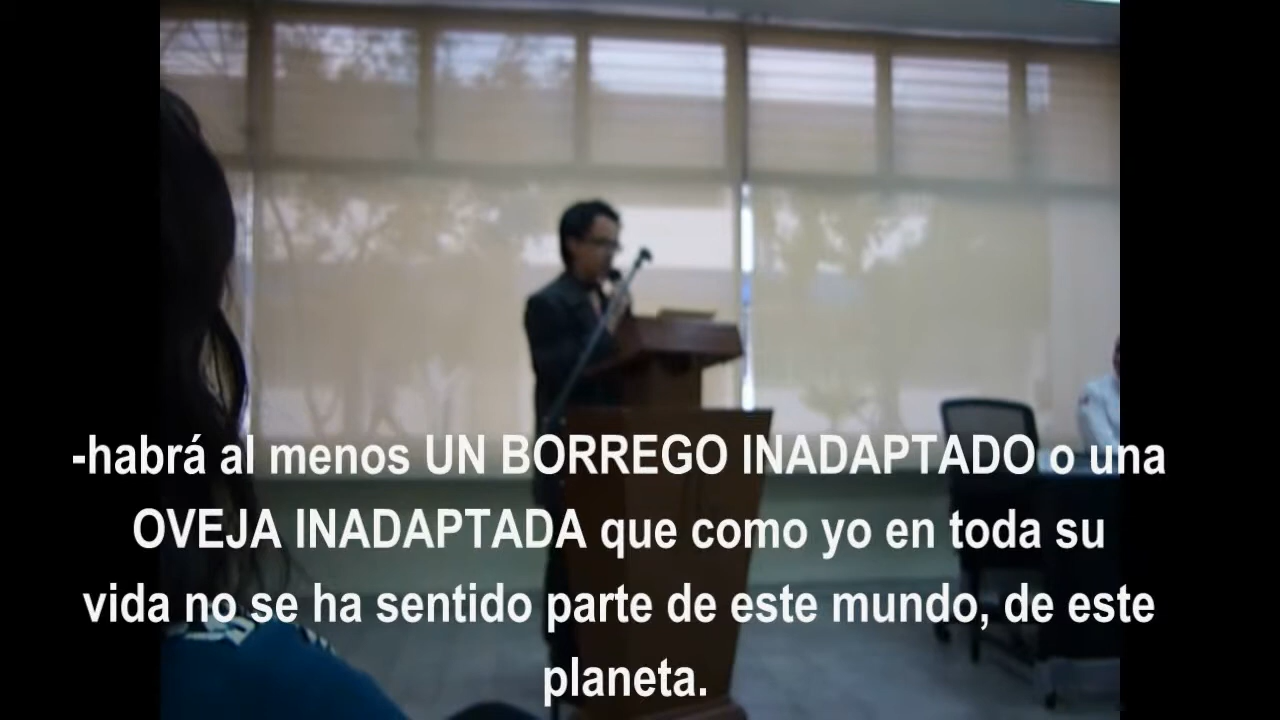 -habrá al menos UN BORREGO INADAPTADO o una
OVEJA INADAPTADA que como yo en toda su
vida no se ha sentido parte de este mundo, de este
planeta.